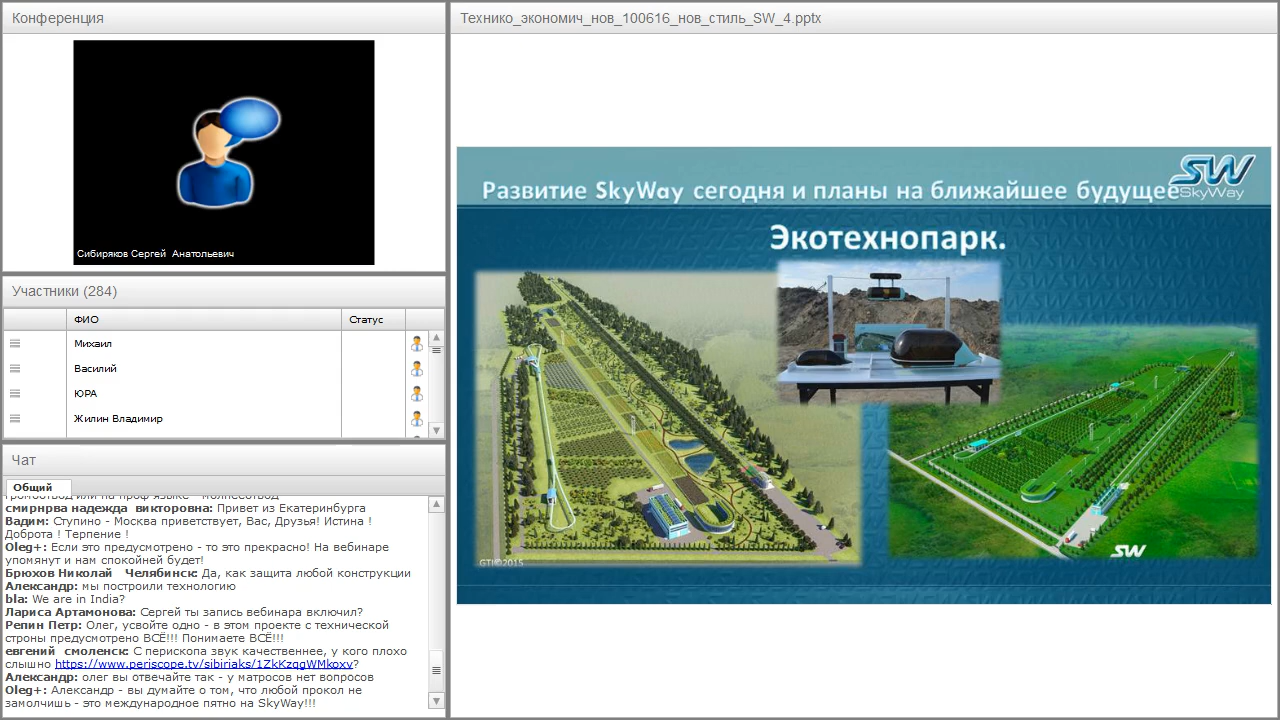 Конференция
Сибиряков Сергей Анатольевич
Участники (284)
ФИО
Статус
Михаил
Василий
ЮРА
Жилин Владимир
Чат
Общий
смирнрва надежда викторовна: Привет из Екатеринбурга
Вадим: Ступино - Москва приветствует, Вас, Друзья! Истина !
Доброта ! Терпение !
Oleg+: Если это предусмотрено - то это прекрасно! На вебинаре
упомянут и нам спокойней будет!
Брюхов Николай Челябинск: Да, как защита любой конструкции
Александр: мы построили технологию
bla: We are in India?
Лариса Артамонова: Сергей ты запись вебинара включил?
Репин Петр: Олег, усвойте одно - в этом проекте с технической
строны предусмотрено ВСЁ!!! Понимаете ВСЁ!!!
евгений смоленск: С перископа звук качественнее, у кого плохо
слышно https://www.periscope.tv/sibiriaks/1ZkKzqgWMkoxv?
Александр: олег вы отвечайте так - у матросов нет вопросов
Oleg+: Александр - вы думайте о том, что любой прокол не
замолчишь - это международное пятно на SkyWay!!!
Технико_экономич_нов_100616_нов_стиль_SW_4.pptx
SW
SkyWay
Развитие SkyWay сегодня и планы на ближайшее будущее
Экотехнопарк.
GTI©2015
SW